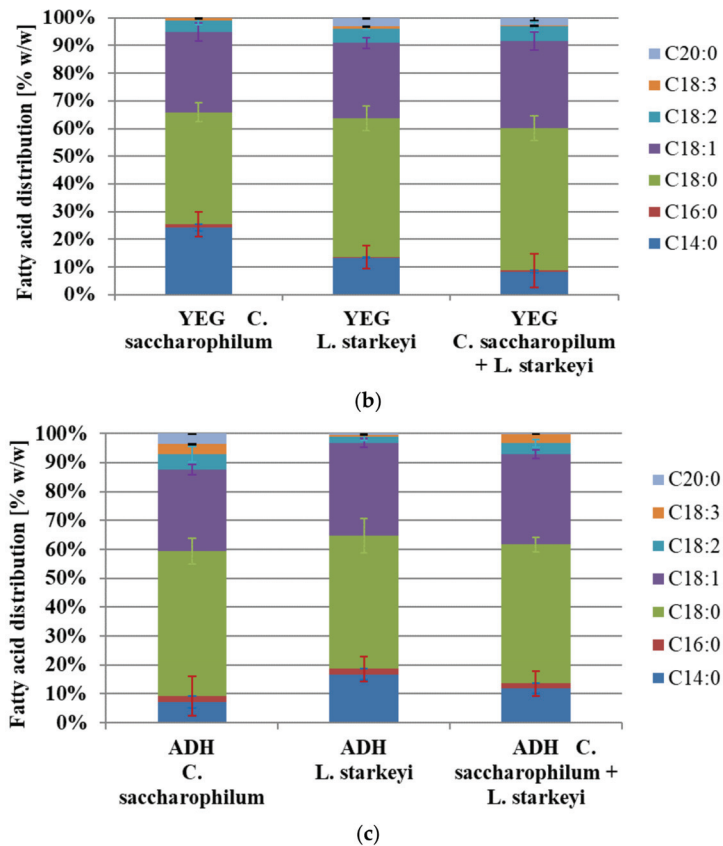 Fatty acid distribution [% w/w]
100%
90%
80%
70%
60%
50%
40%
30%
20%
10%
0%
YEG C.
saccharophilum
YEG
L. starkeyi
YEG
C. saccharopilum
+ L. starkeyi
C20:0
C18:3
C18:2
C18:1
C18:0
C16:0
C14:0
(b)
Fatty acid distribution [% w/w]
100%
90%
80%
70%
60%
50%
40%
30%
20%
10%
0%
ADH
C.
saccharophilum
ADH
L. starkeyi
ADH C.
saccharophilum +
L. starkeyi
C20:0
C18:3
C18:2
C18:1
C18:0
C16:0
C14:0
(c)